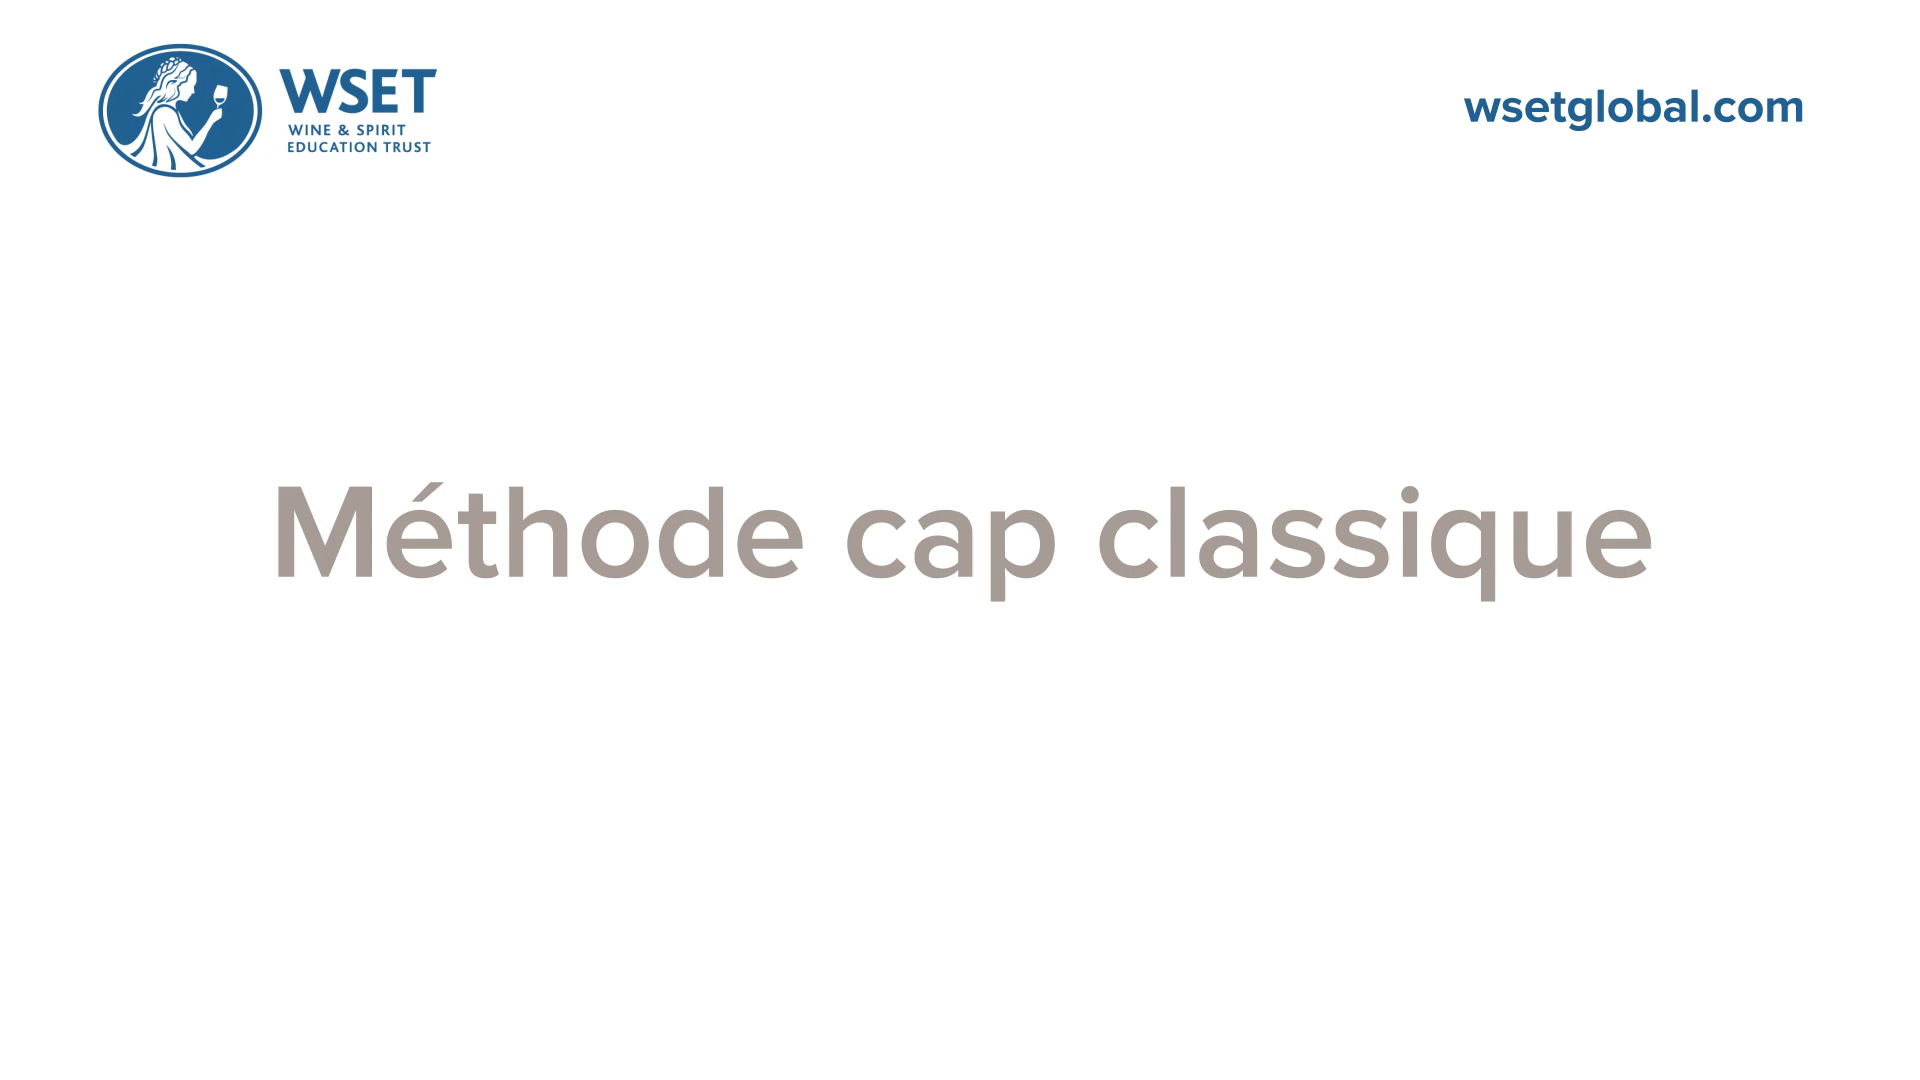 WSET
WINE & SPIRIT
EDUCATION TRUST
wsetglobal.com
Méthode cap classique